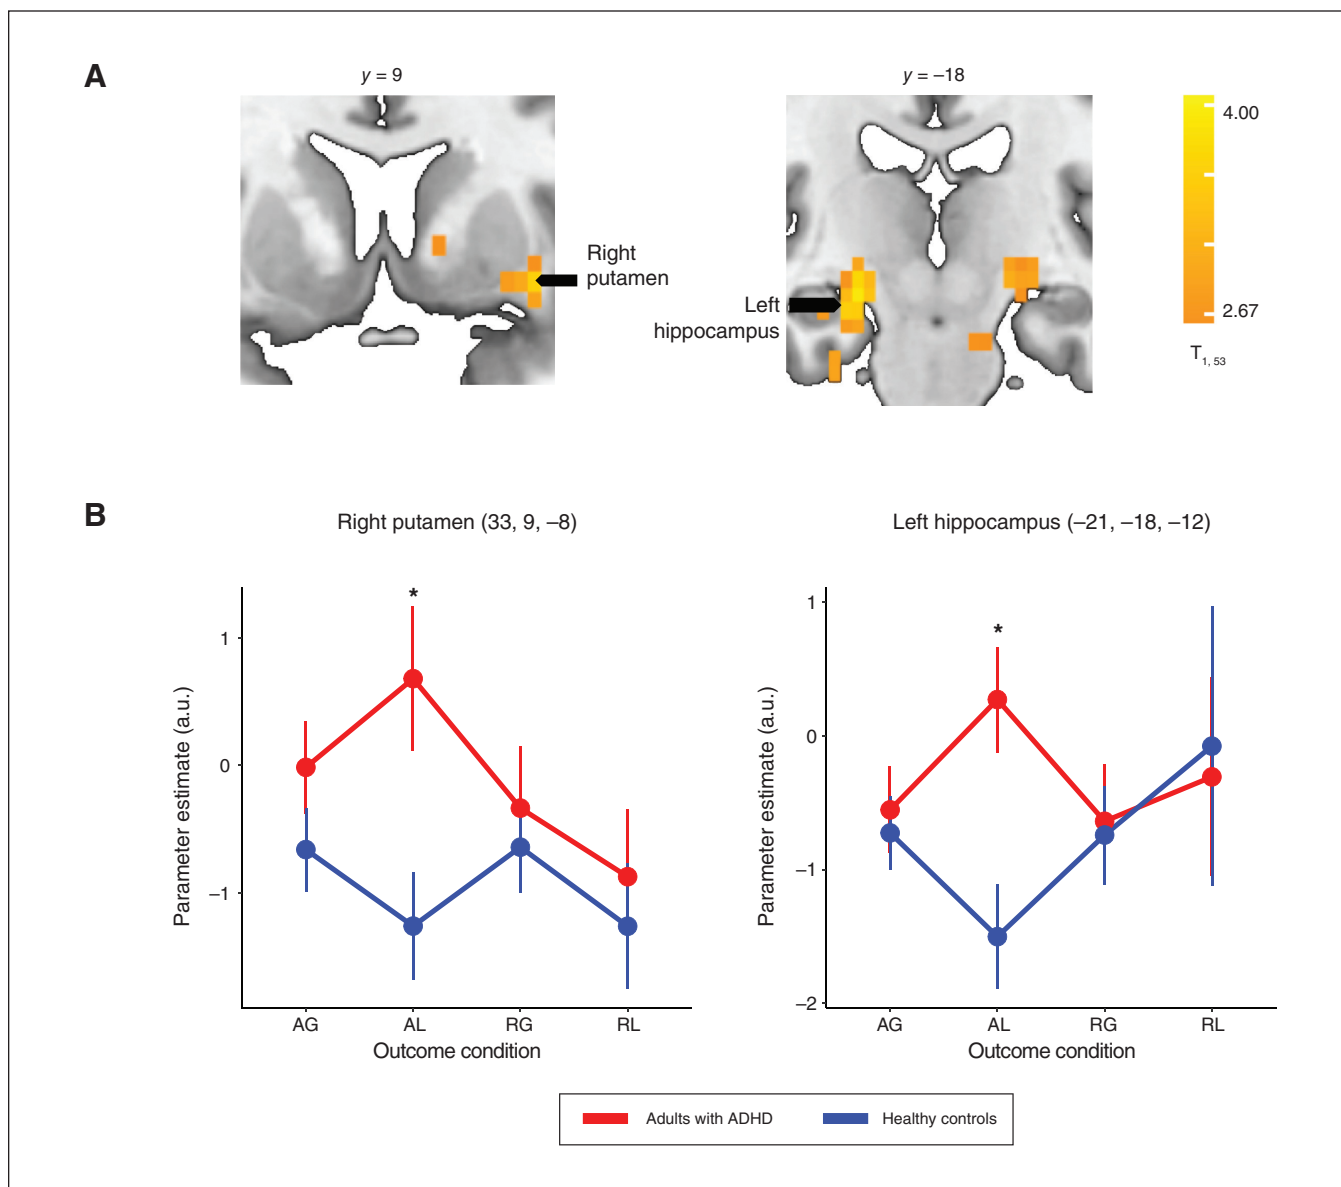 A
y = 9
y = –18
4.00
2.67
T1, 53
Right
putamen
Left
hippocampus
B
Right putamen (33, 9, –8)
Left hippocampus (–21, –18, –12)
*
1
0
–1
Parameter estimate (a.u.)
AG AL RG RL
Outcome condition
*
1
0
–1
–2
Parameter estimate (a.u.)
AG AL RG RL
Outcome condition
Adults with ADHD
Healthy controls